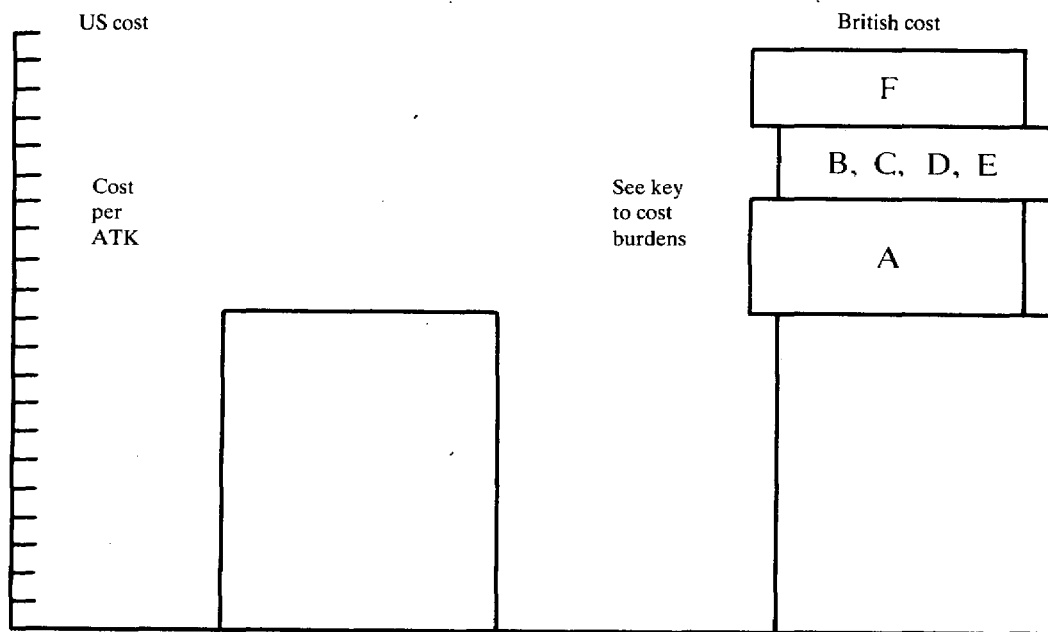 US cost
British cost
F
B, C, D, E
Cost
per
ATK
See key
to cost
burdens
A